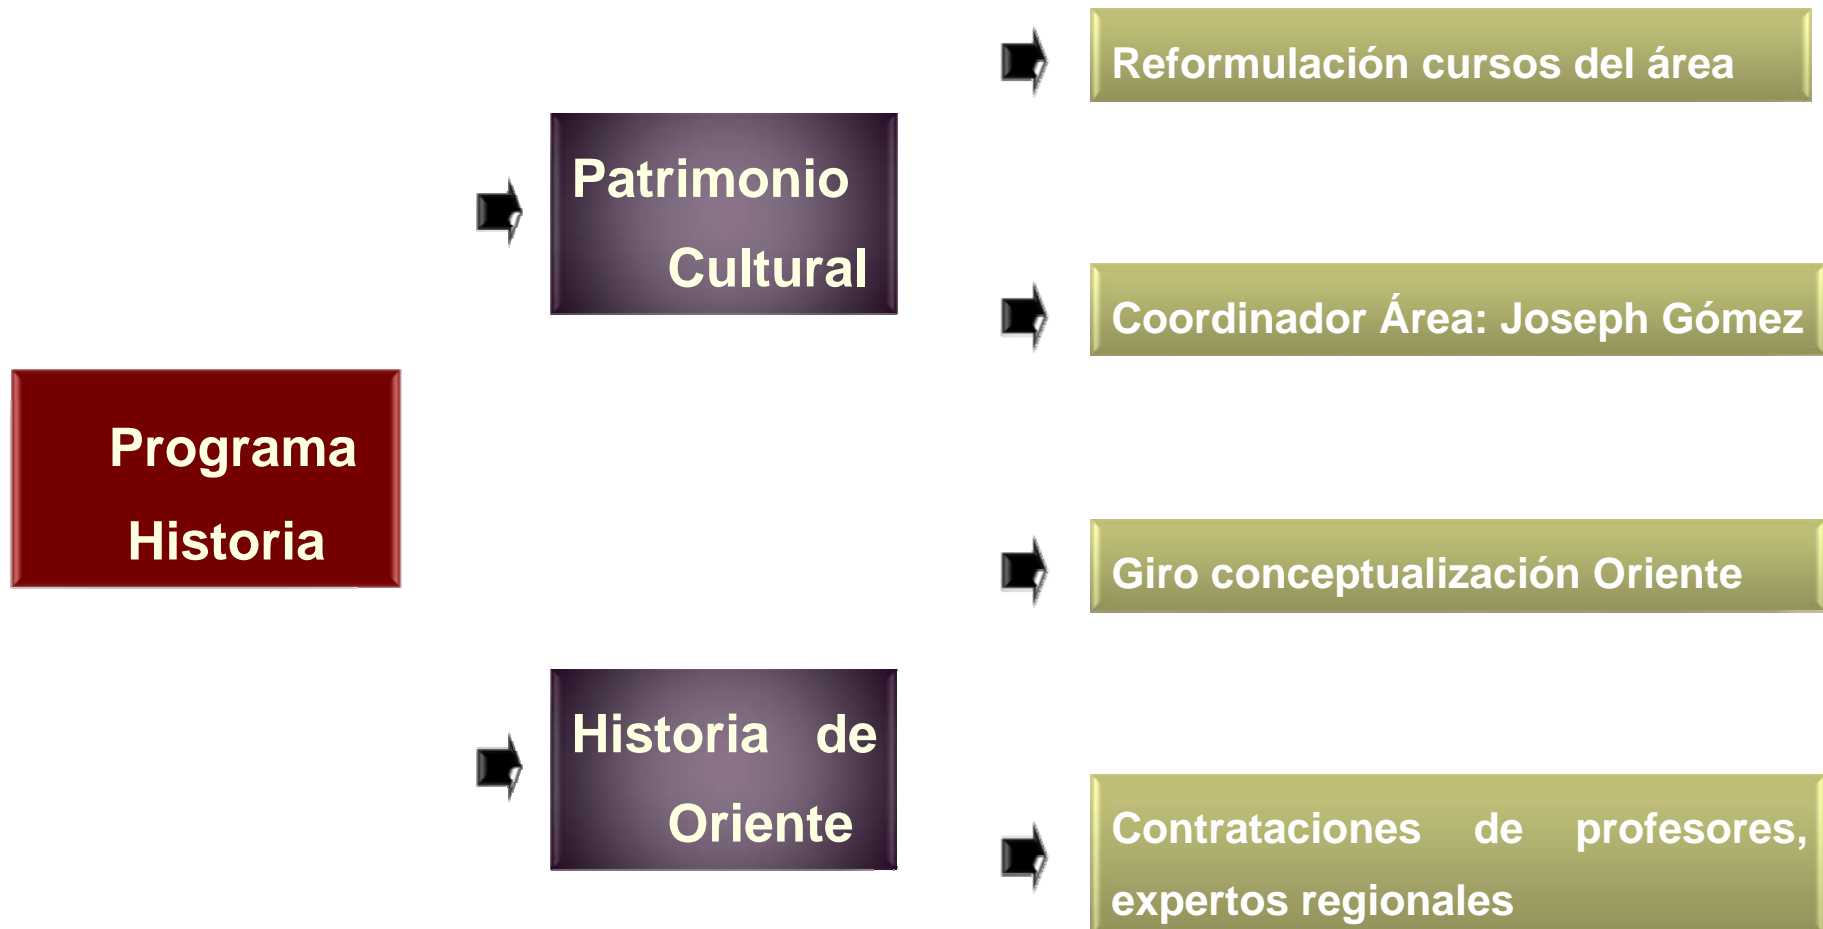 Programa
Historia
Patrimonio
Cultural
Reformulación cursos del área
Coordinador Área: Joseph Gómez
Historia de
Oriente
Giro conceptualización Oriente
Contrataciones de profesores,
expertos regionales